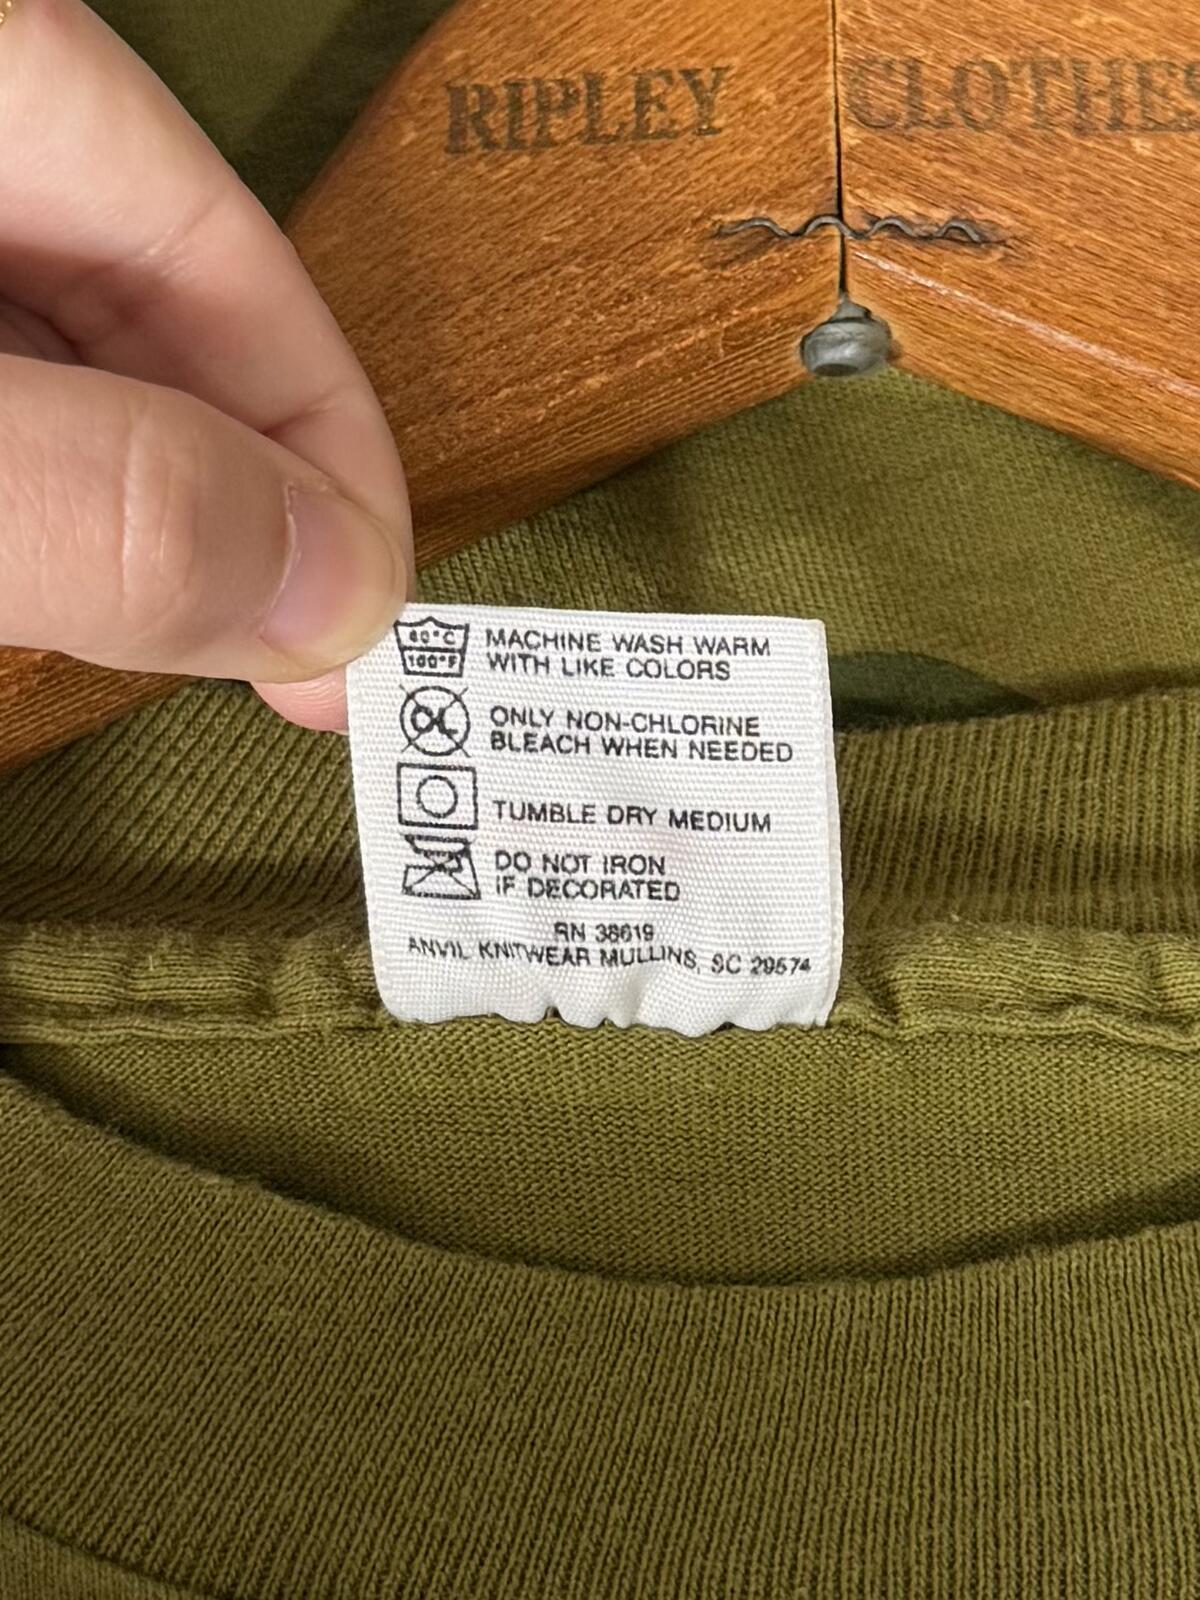 RIPLEY CLOTHES
40°C
100°F
MACHINE WASH WARM
WITH LIKE COLORS
CL
ONLY NON-CHLORINE
BLEACH WHEN NEEDED
TUMBLE DRY MEDIUM
DO NOT IRON
IF DECORATED
RN 38619
ANVIL KNITWEAR MULLINS, SC 29574